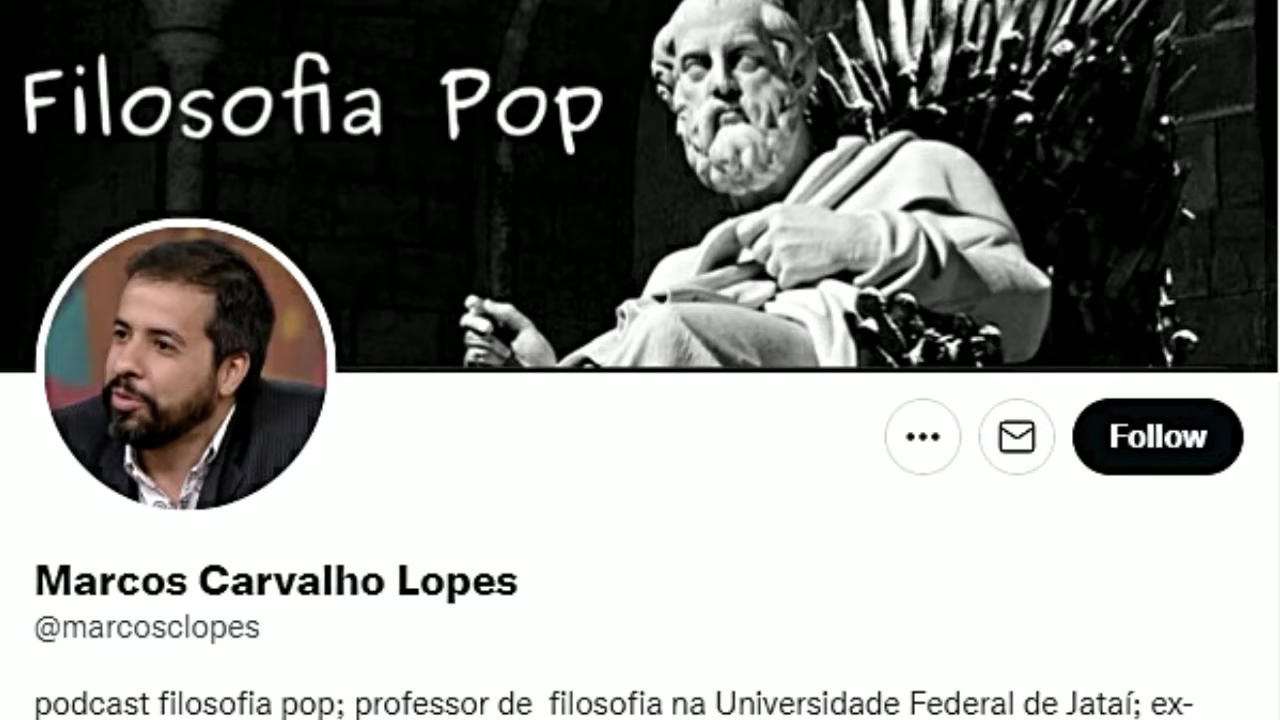 Filosofia Pop
Follow
Marcos Carvalho Lopes
@marcosclopes
podcast filosofia pop; professor de filosofia na Universidade Federal de Jataí; ex-